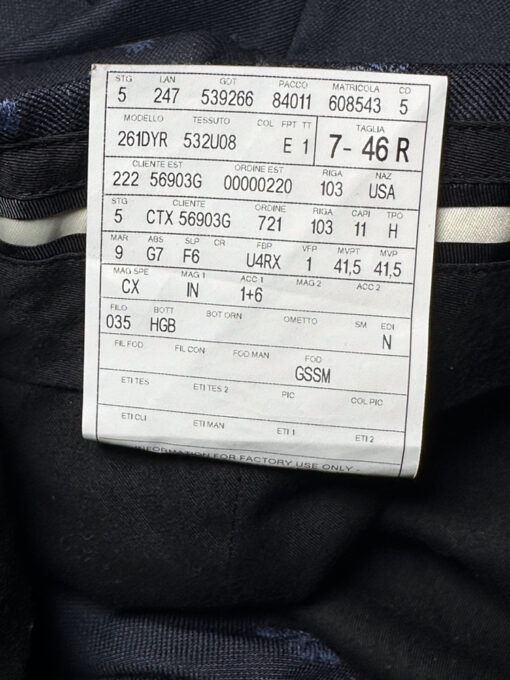 STG LAN GDT PACCO MATRICOLA CD
5 247 539266 84011 608543 5
MODELLO TESSUTO COL FPT TT TAGLIA
261DYR 532U08 E 1 7- 46 R
CLIENTE EST ORDINE EST RIGA NAZ
222 56903G 00000220 103 USA
STG CLIENTE ORDINE RIGA CAPI TPO
5 CTX 56903G 721 103 11 H
MAR ABS SLP CR FBP VFP MVPT MVP
9 G7 F6 U4RX 1 41,5 41,5
MAG SPE MAG 1 ACC 1 MAG 2 ACC 2
CX IN 1+6
FILO BOTT BOT ORN OMETTO SM EDI
035 HGB N
FIL FOD FIL CON FOD MAN FOD
GSSM
ETI TES ETI TES 2 PIC COL PIC
ETI CLI ETI MAN ETI 1 ETI 2
- INFORMATION FOR FACTORY USE ONLY -